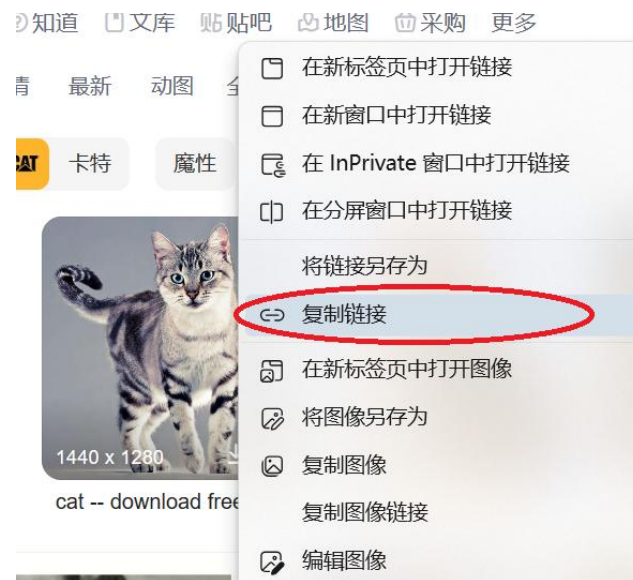 知道 文库 贴吧 地图 采购 更多
最新 动图
CAT 卡特 魔性
1440 x 1280
cat -- download free
在新标签页中打开链接
在新窗口中打开链接
在 InPrivate 窗口中打开链接
在分屏窗口中打开链接
将链接另存为
复制链接
在新标签页中打开图像
将图像另存为
复制图像
复制图像链接
编辑图像